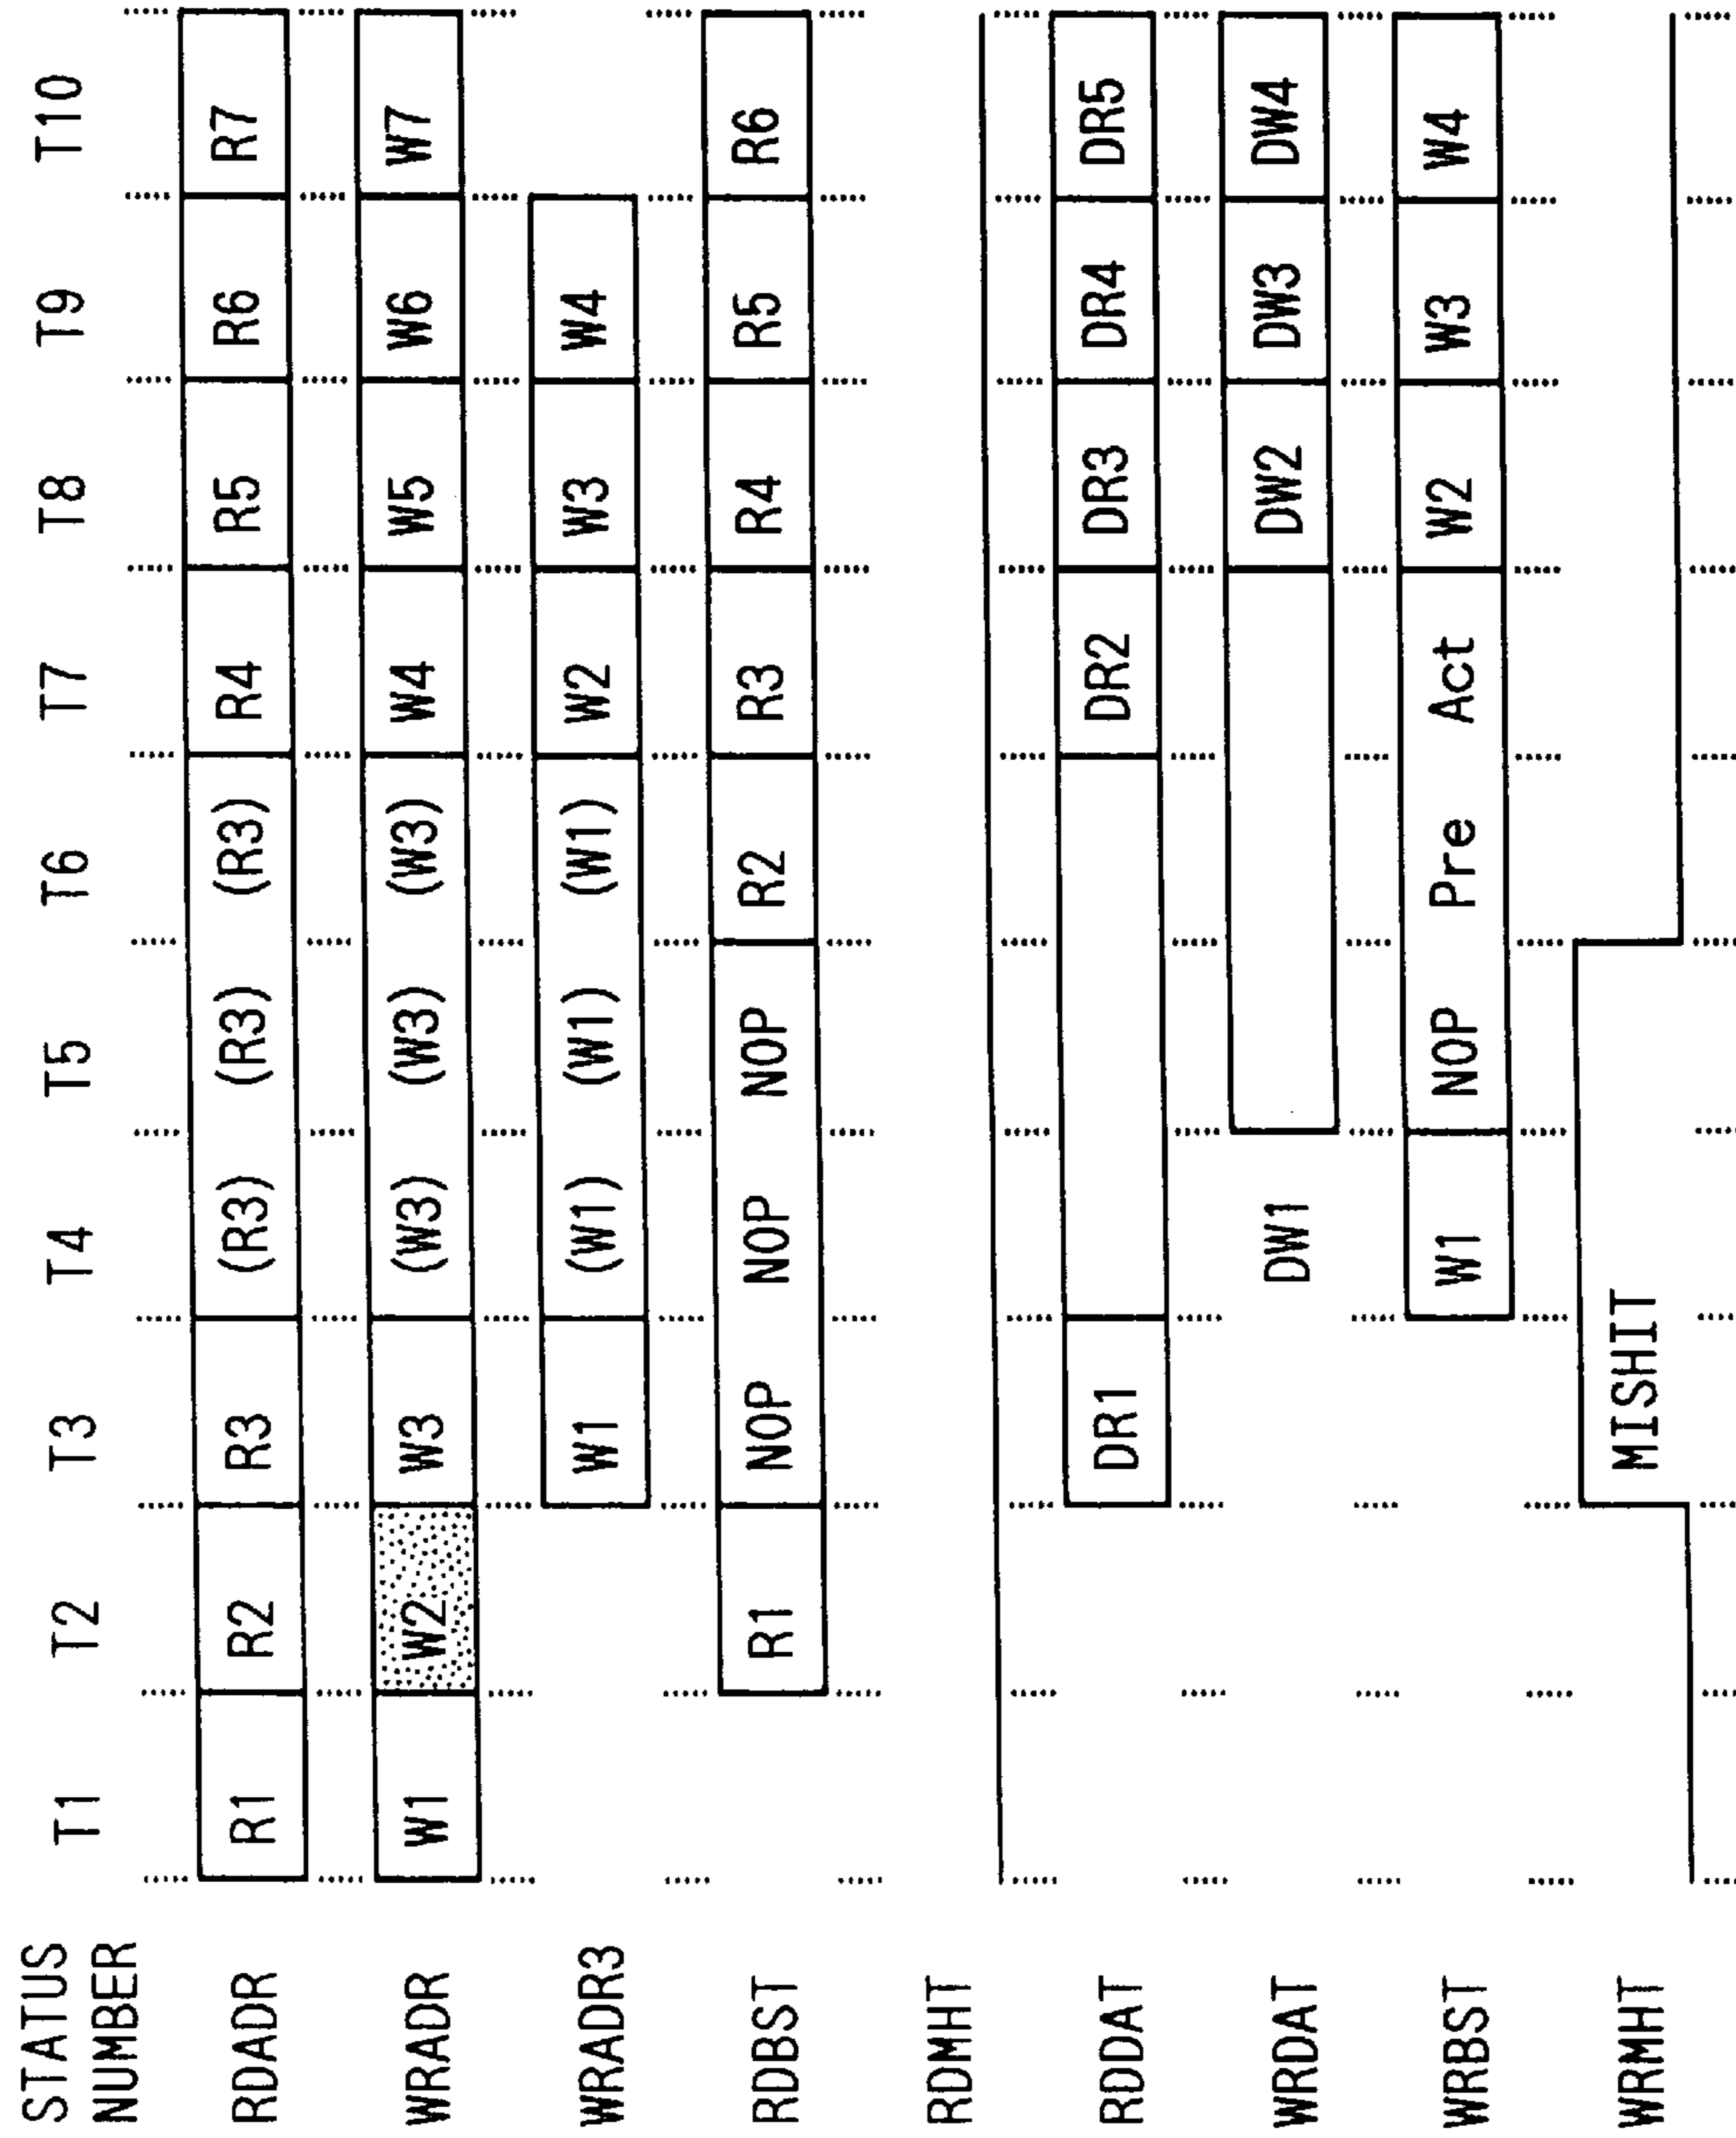 STATUS NUMBER T1 T2 T3 T4 T5 T6 T7 T8 T9 T10
RDADR R1 R2 R3 (R3) (R3) (R3) R4 R5 R6 R7
WRADR W1 W2 W3 (W3) (W3) (W3) W4 W5 W6 W7
WRADR3 W1 (W1) (W1) (W1) W2 W3 W4
RDBST R1 NOP NOP NOP R2 R3 R4 R5 R6
RDMHT
RDDAT DR1 DR2 DR3 DR4 DR5
WRDAT DW1 DW2 DW3 DW4
WRBST W1 NOP Pre Act W2 W3 W4
WRMHT MISHIT